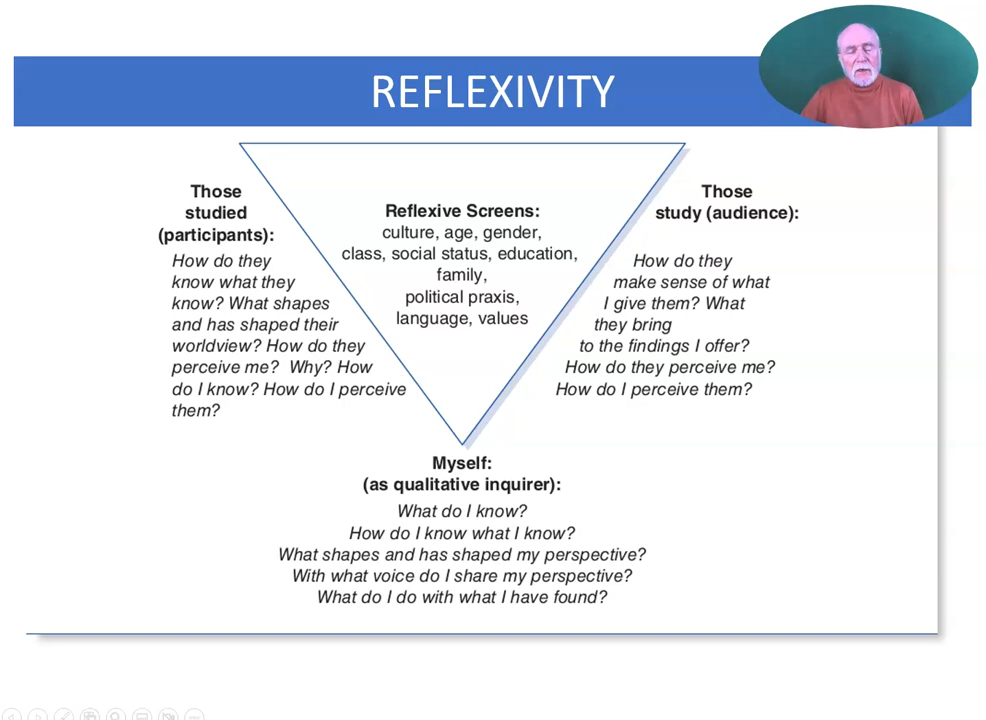 REFLEXIVITY
Those
studied
(participants):
How do they
know what they
know? What shapes
and has shaped their
worldview? How do they
perceive me? Why? How
do I know? How do I perceive
them?
Reflexive Screens:
culture, age, gender,
class, social status, education,
family,
political praxis,
language, values
Those
study (audience):
How do they
make sense of what
I give them? What
they bring
to the findings I offer?
How do they perceive me?
How do I perceive them?
Myself:
(as qualitative inquirer):
What do I know?
How do I know what I know?
What shapes and has shaped my perspective?
With what voice do I share my perspective?
What do I do with what I have found?